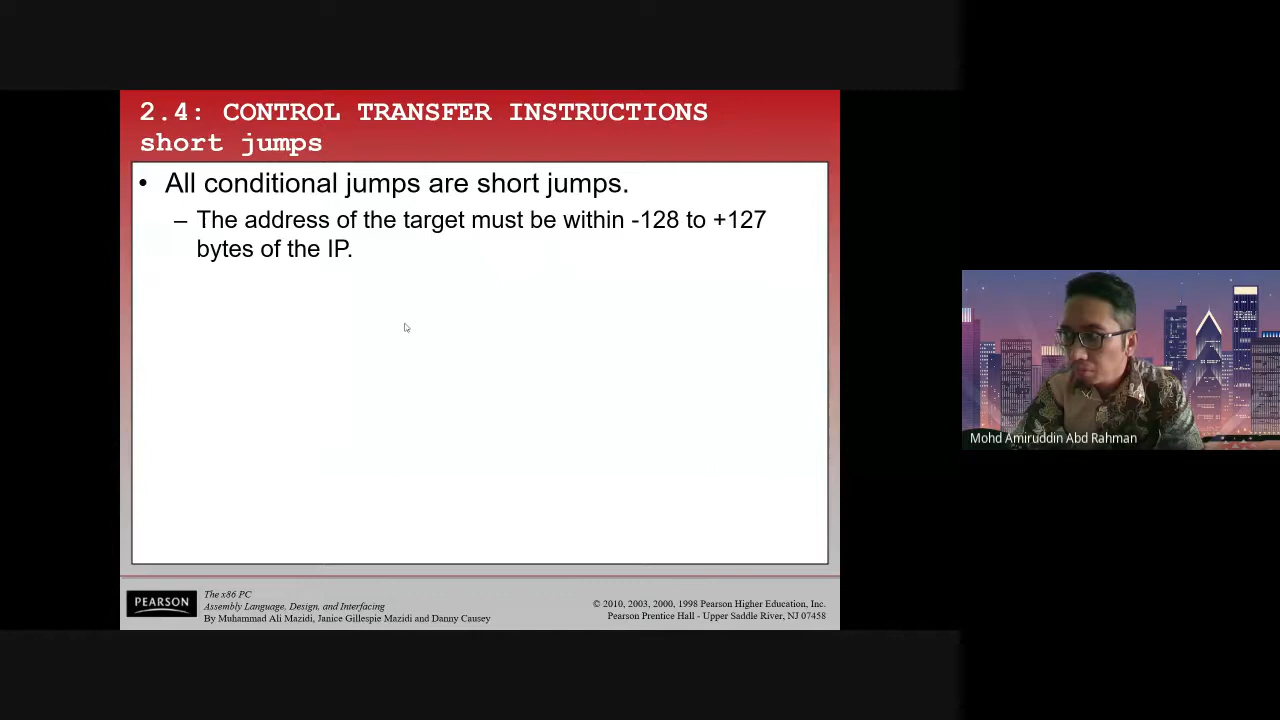 2.4: CONTROL TRANSFER INSTRUCTIONS
short jumps
• All conditional jumps are short jumps.
– The address of the target must be within -128 to +127
bytes of the IP.
Mohd Amiruddin Abd Rahman
PEARSON
The x86 PC
Assembly Language, Design, and Interfacing
By Muhammad Ali Mazidi, Janice Gillespie Mazidi and Danny Causey
© 2010, 2003, 2000, 1998 Pearson Higher Education, Inc.
Pearson Prentice Hall - Upper Saddle River, NJ 07458